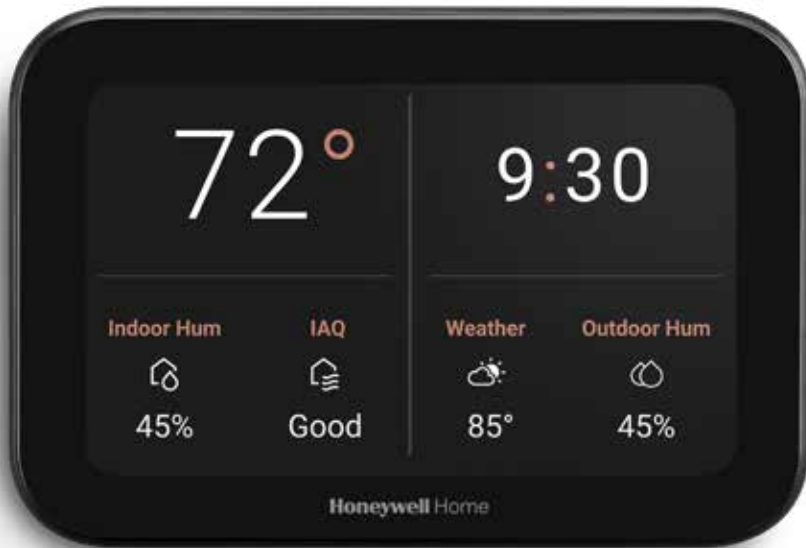 72°
9:30
Indoor Hum
IAQ
Weather
Outdoor Hum
45%
Good
85°
45%
Honeywell Home